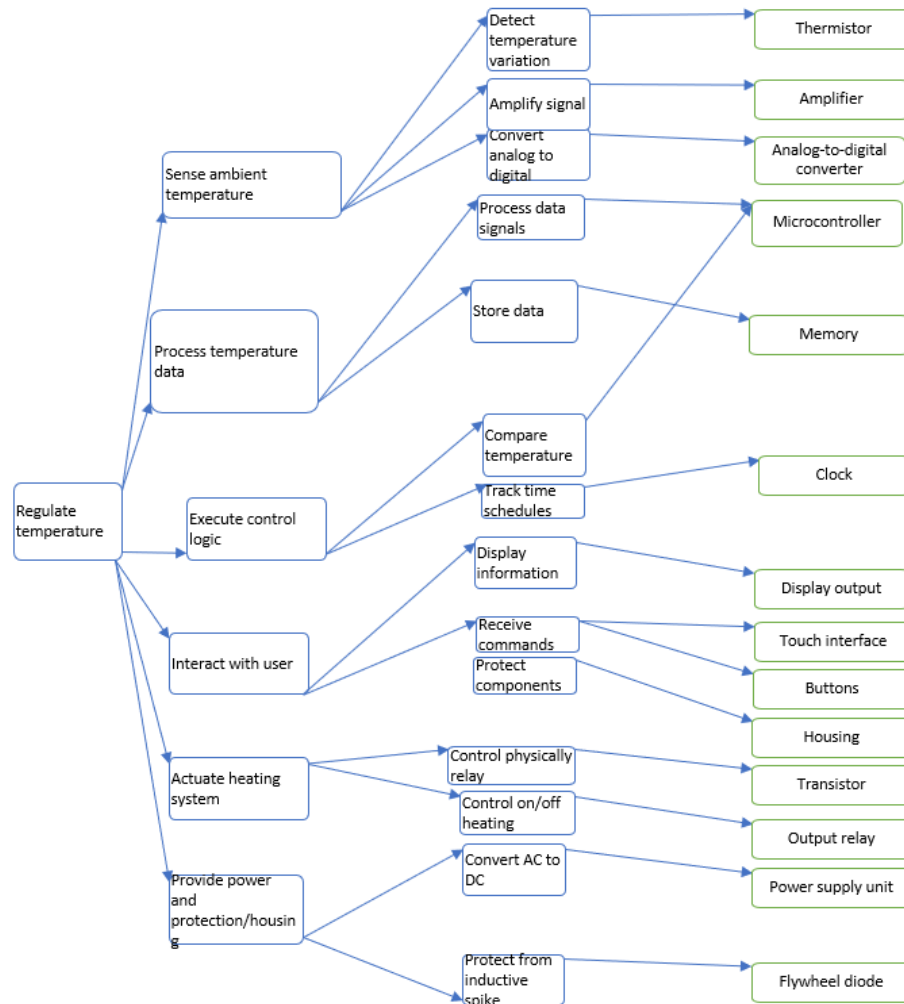 Detect
temperature
variation
Thermistor
Amplify signal
Amplifier
Convert
analog to
digital
Analog-to-digital
converter
Sense ambient
temperature
Process data
signals
Microcontroller
Store data
Memory
Process temperature
data
Compare
temperature
Clock
Track time
schedules
Regulate
temperature
Execute control
logic
Display
information
Display output
Receive
commands
Touch interface
Interact with user
Protect
components
Buttons
Housing
Control physically
relay
Transistor
Actuate heating
system
Control on/off
heating
Output relay
Convert AC to
DC
Power supply unit
Provide power
and
protection/housin
g
Protect from
inductive
spike
Flywheel diode